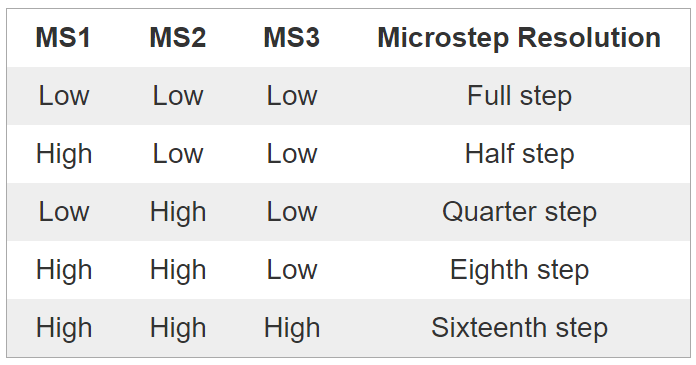 MS1 MS2 MS3 Microstep Resolution
Low Low Low Full step
High Low Low Half step
Low High Low Quarter step
High High Low Eighth step
High High High Sixteenth step